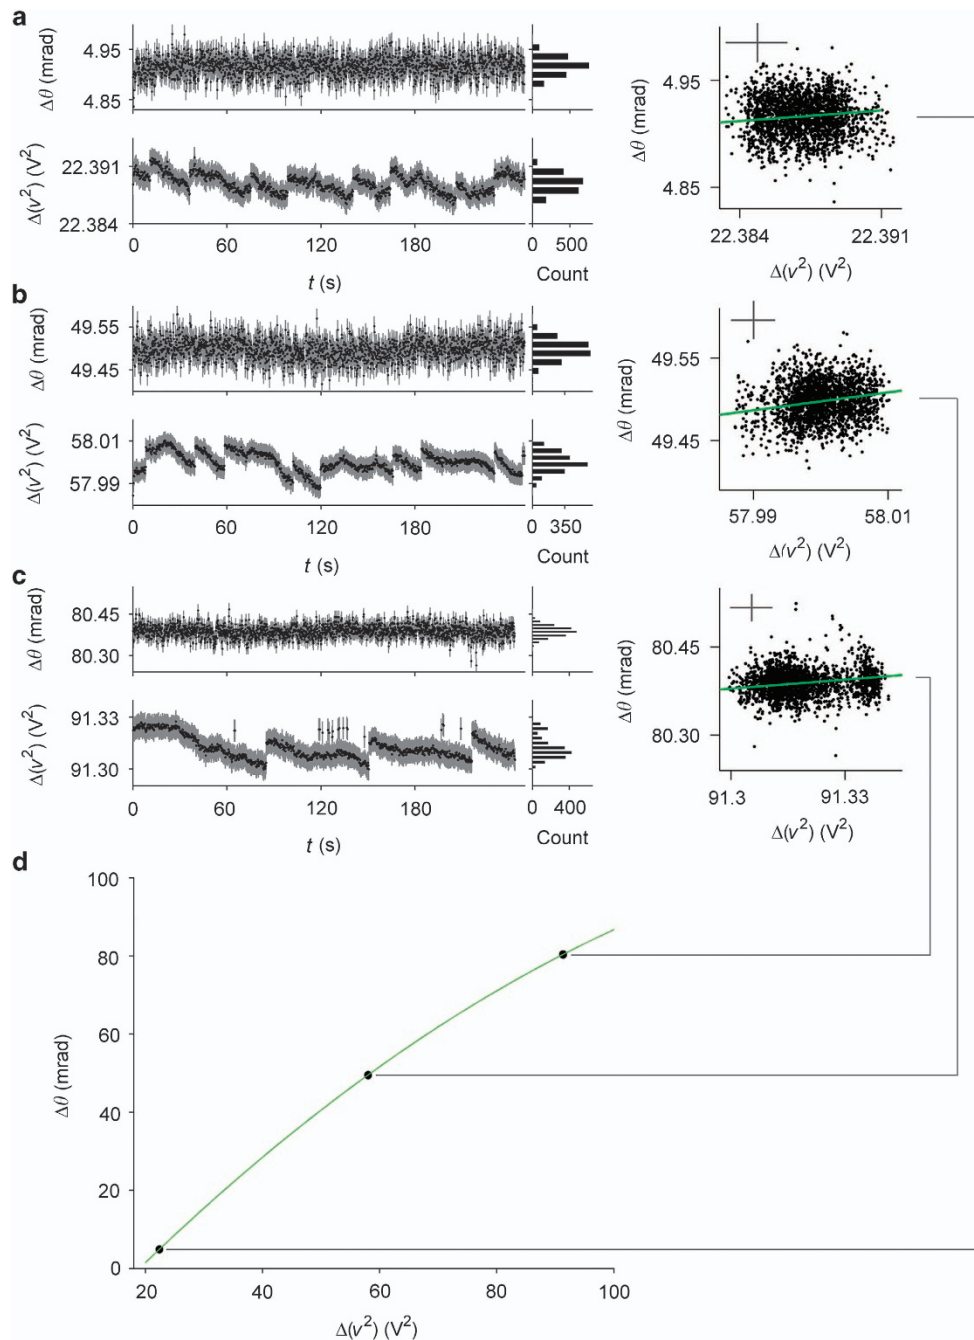 a
Δθ (mrad)
4.95
4.85
Δ(v²) (V²)
22.391
22.384
0 60 120 180
t (s)
0 500
Count
Δθ (mrad)
4.95
4.85
22.384 22.391
Δ(v²) (V²)
b
Δθ (mrad)
49.55
49.45
Δ(v²) (V²)
58.01
57.99
0 60 120 180
t (s)
0 350
Count
Δθ (mrad)
49.55
49.45
57.99 58.01
Δ(v²) (V²)
c
Δθ (mrad)
80.45
80.30
Δ(v²) (V²)
91.33
91.30
0 60 120 180
t (s)
0 400
Count
Δθ (mrad)
80.45
80.30
91.3 91.33
Δ(v²) (V²)
d
Δθ (mrad)
100
80
60
40
20
0
20 40 60 80 100
Δ(v²) (V²)